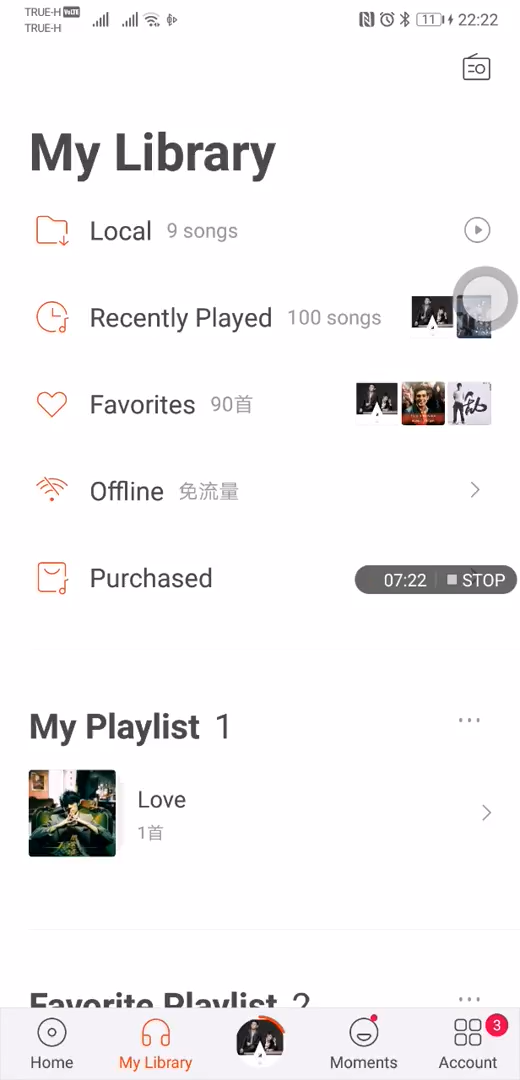 TRUE-H VoLTE
TRUE-H
11
22:22
My Library
Local 9 songs
Recently Played 100 songs
Favorites 90首
Offline 免流量
Purchased
07:22 STOP
My Playlist 1
Love
1首
Favorite Playlist 2
3
Home My Library Moments Account